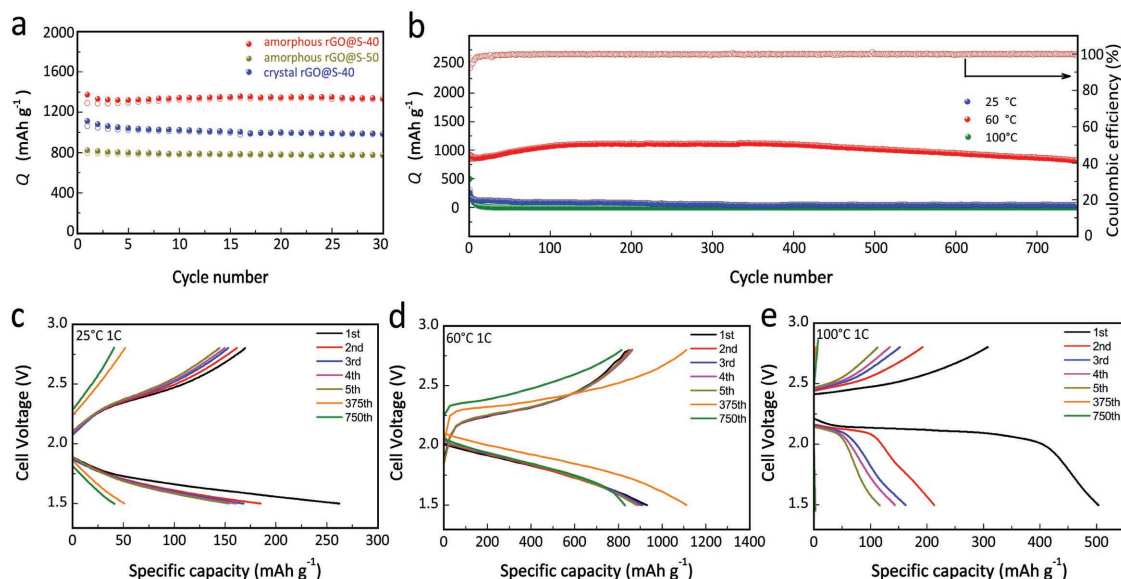 a
2000
1600
1200
800
400
0
Q (mAh g⁻¹)
amorphous rGO@S-40
amorphous rGO@S-50
crystal rGO@S-40
0 5 10 15 20 25 30
Cycle number
b
2500
2000
1500
1000
500
0
Q (mAh g⁻¹)
25 °C
60 °C
100°C
100
80
60
40
20
0
Coulombic efficiency (%)
0 100 200 300 400 500 600 700
Cycle number
c
25°C 1C
3.0
2.5
2.0
1.5
1.0
Cell Voltage (V)
1st
2nd
3rd
4th
5th
375th
750th
0 50 100 150 200 250 300
Specific capacity (mAh g⁻¹)
d
60°C 1C
3.0
2.5
2.0
1.5
1.0
Cell Voltage (V)
1st
2nd
3rd
4th
5th
375th
750th
0 200 400 600 800 1000 1200 1400
Specific capacity (mAh g⁻¹)
e
100°C 1C
3.0
2.5
2.0
1.5
1.0
Cell Voltage (V)
1st
2nd
3rd
4th
5th
375th
750th
0 100 200 300 400 500
Specific capacity (mAh g⁻¹)